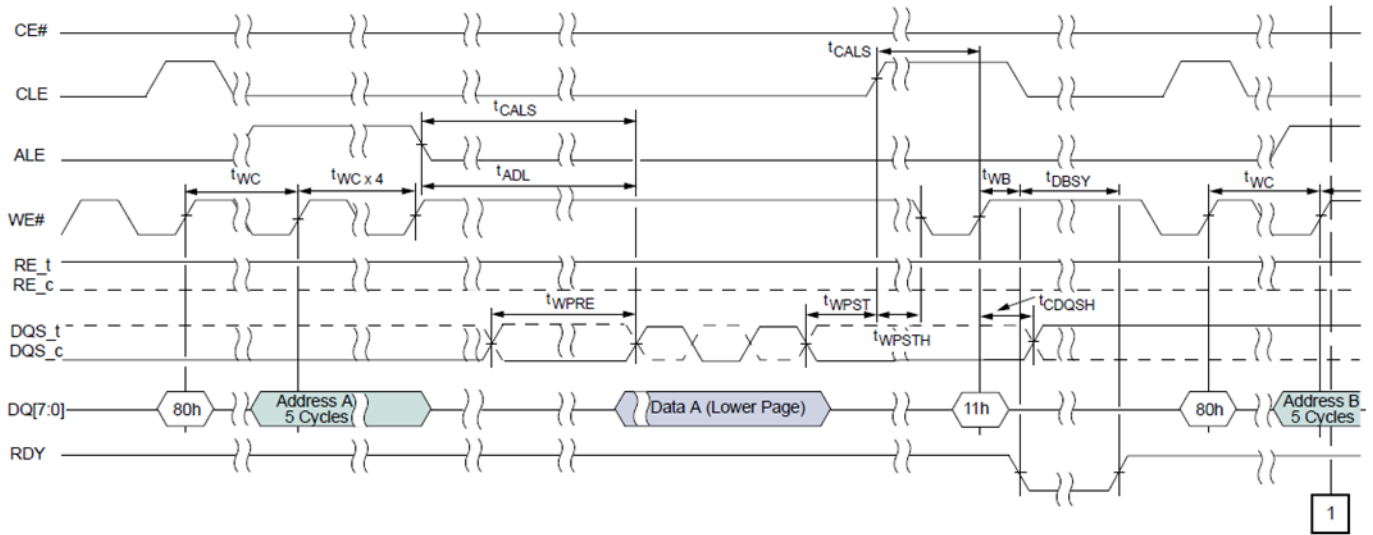 CE#
tCALS
CLE
tCALS
ALE
tWC
tWC x 4
tADL
tWB
tDBSY
tWC
WE#
RE_t
RE_c
tWPRE
tWPST
tCDQSH
DQS_t
DQS_c
tWPSTH
DQ[7:0]
80h
Address A
5 Cycles
Data A (Lower Page)
11h
80h
Address B
5 Cycles
RDY
1